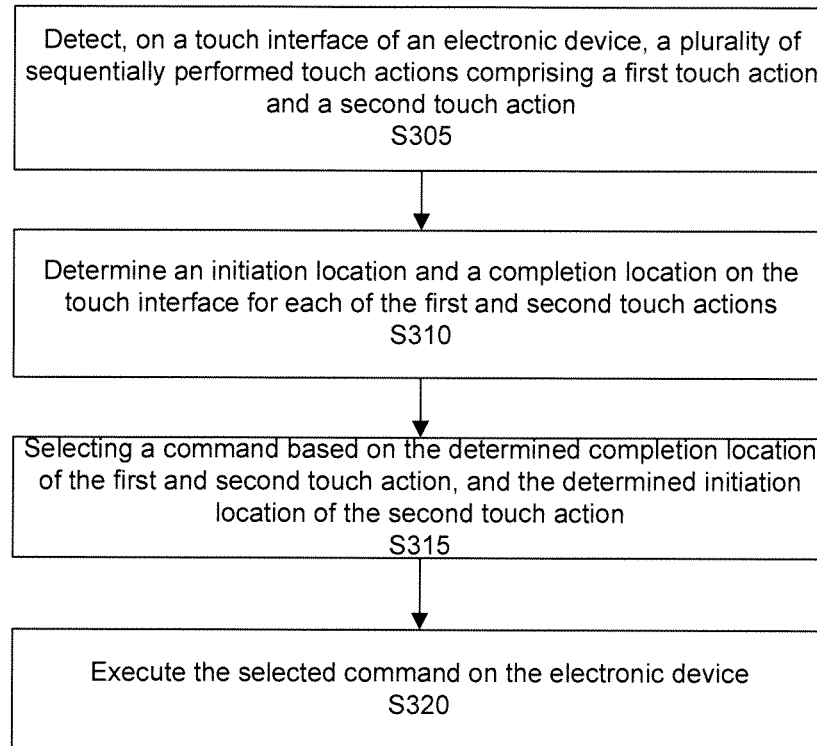 Detect, on a touch interface of an electronic device, a plurality of
sequentially performed touch actions comprising a first touch action
and a second touch action
S305
Determine an initiation location and a completion location on the
touch interface for each of the first and second touch actions
S310
Selecting a command based on the determined completion location
of the first and second touch action, and the determined initiation
location of the second touch action
S315
Execute the selected command on the electronic device
S320